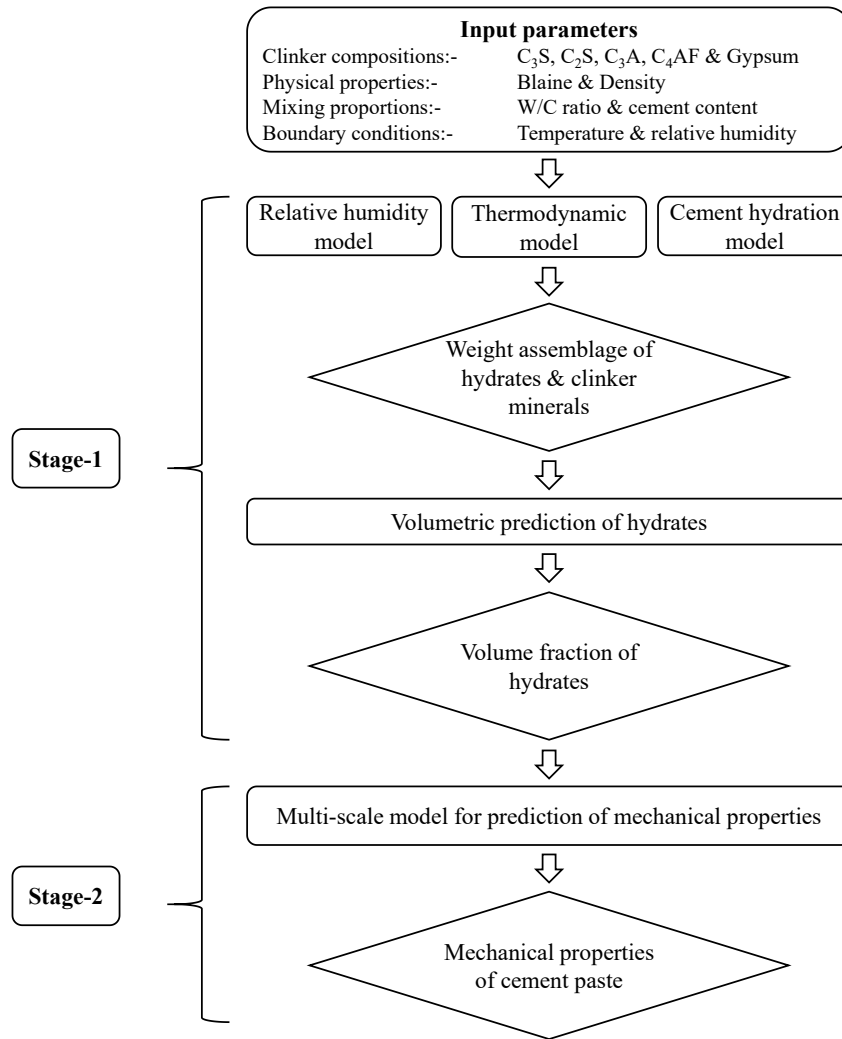 Input parameters
Clinker compositions:- C₃S, C₂S, C₃A, C₄AF & Gypsum
Physical properties:- Blaine & Density
Mixing proportions:- W/C ratio & cement content
Boundary conditions:- Temperature & relative humidity
Relative humidity
model
Thermodynamic
model
Cement hydration
model
Weight assemblage of
hydrates & clinker
minerals
Stage-1
Volumetric prediction of hydrates
Volume fraction of
hydrates
Multi-scale model for prediction of mechanical properties
Stage-2
Mechanical properties
of cement paste